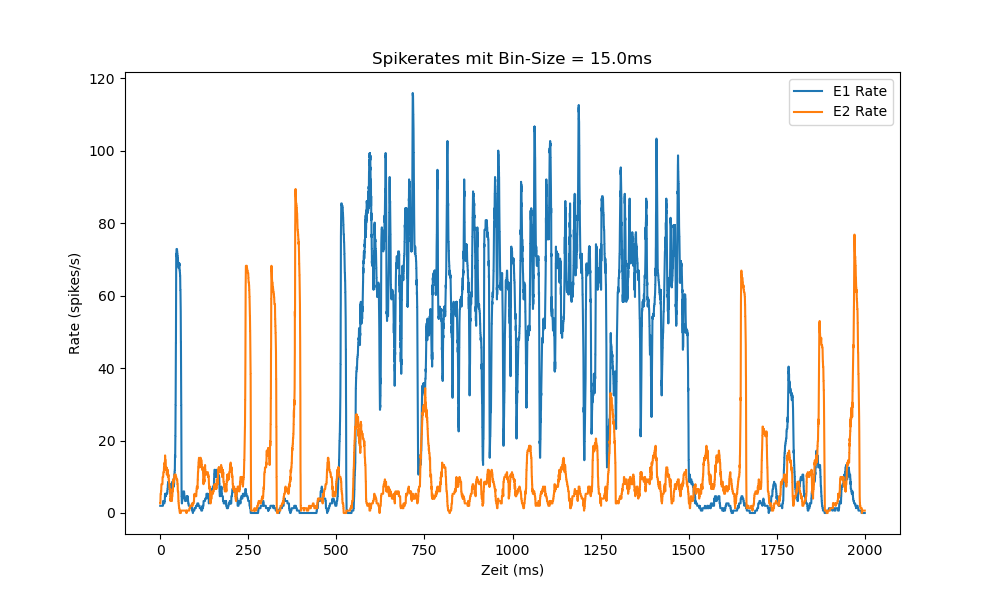 Spikerates mit Bin-Size = 15.0ms
E1 Rate
E2 Rate
Rate (spikes/s)
120
100
80
60
40
20
0
0 250 500 750 1000 1250 1500 1750 2000
Zeit (ms)